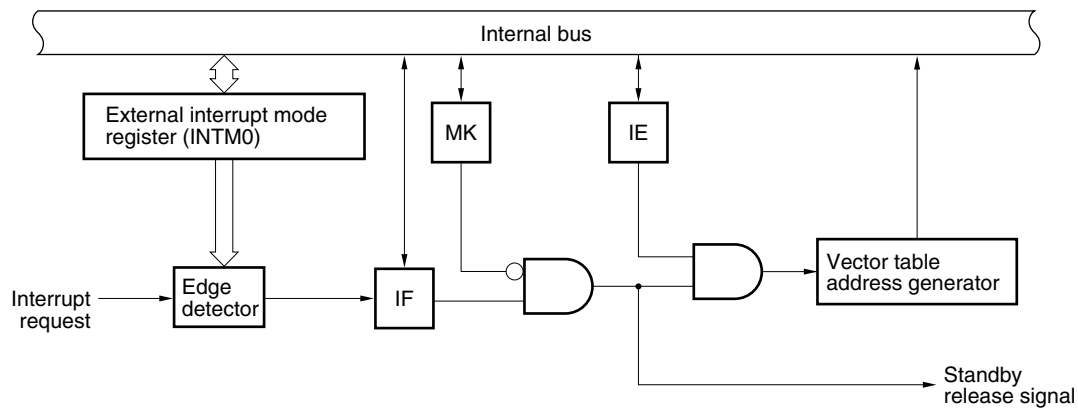 Internal bus
External interrupt mode
register (INTM0)
MK
IE
Interrupt
request
Edge
detector
IF
Vector table
address generator
Standby
release signal